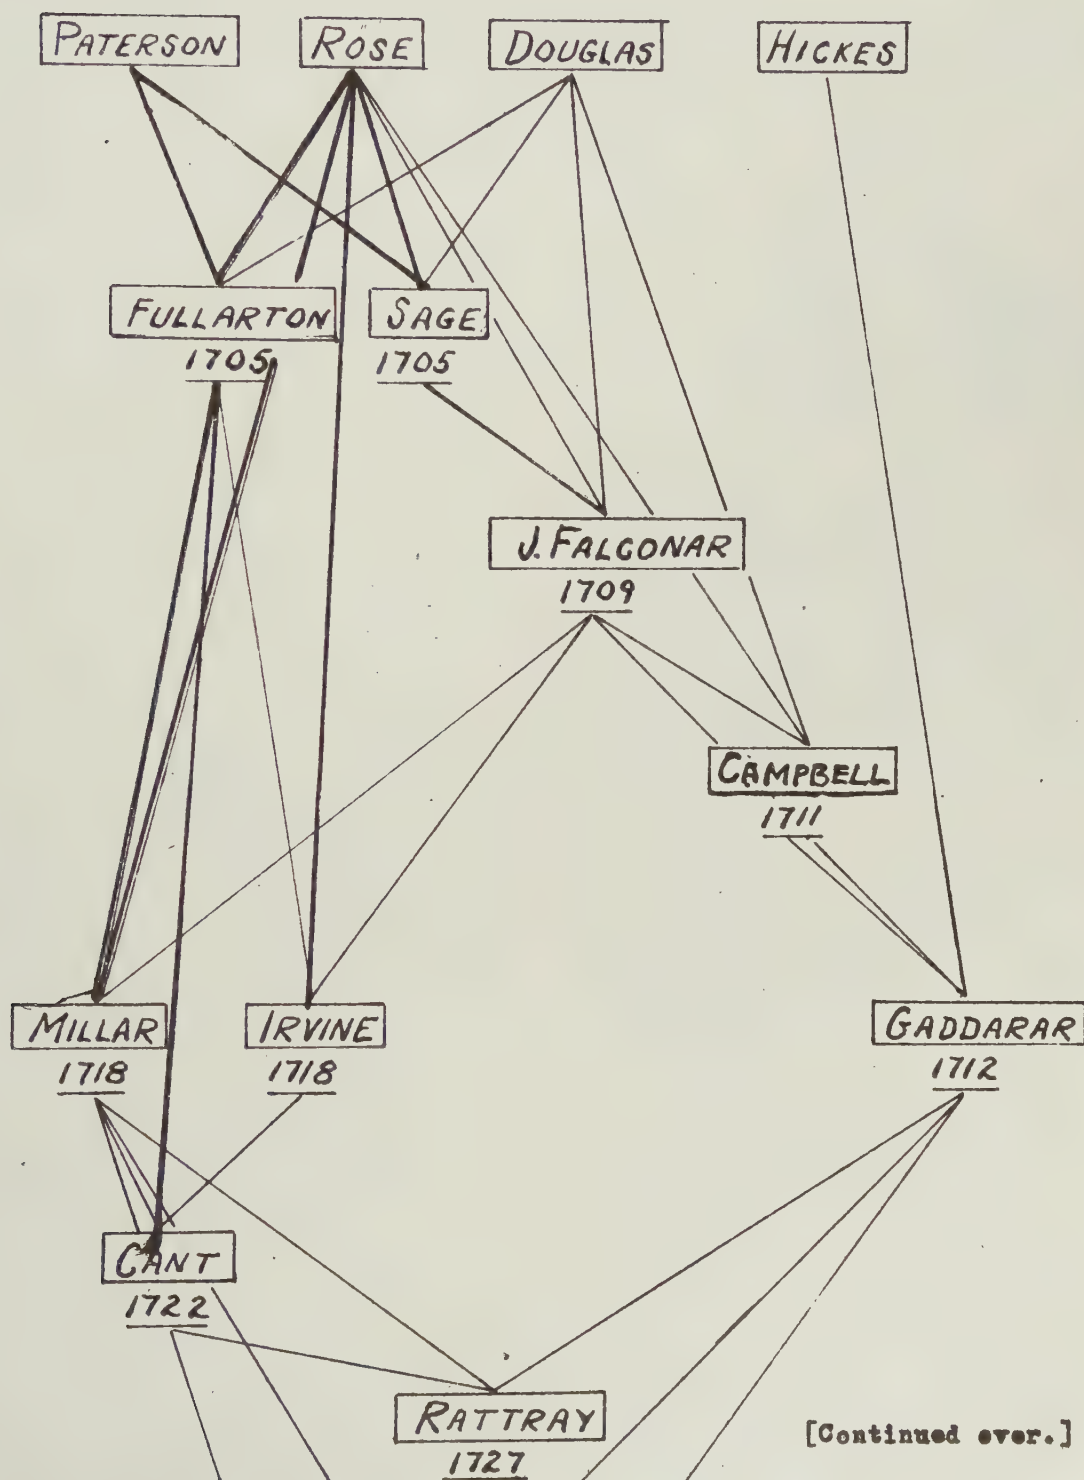 PATERSON ROSE DOUGLAS HICKES
FULLARTON SAGE
1705 1705
J. FALCONAR
1709
CAMPBELL
1711
MILLAR IRVINE GADDARAR
1718 1718 1712
CANT
1722
RATTRAY
1727
[Continued over.]